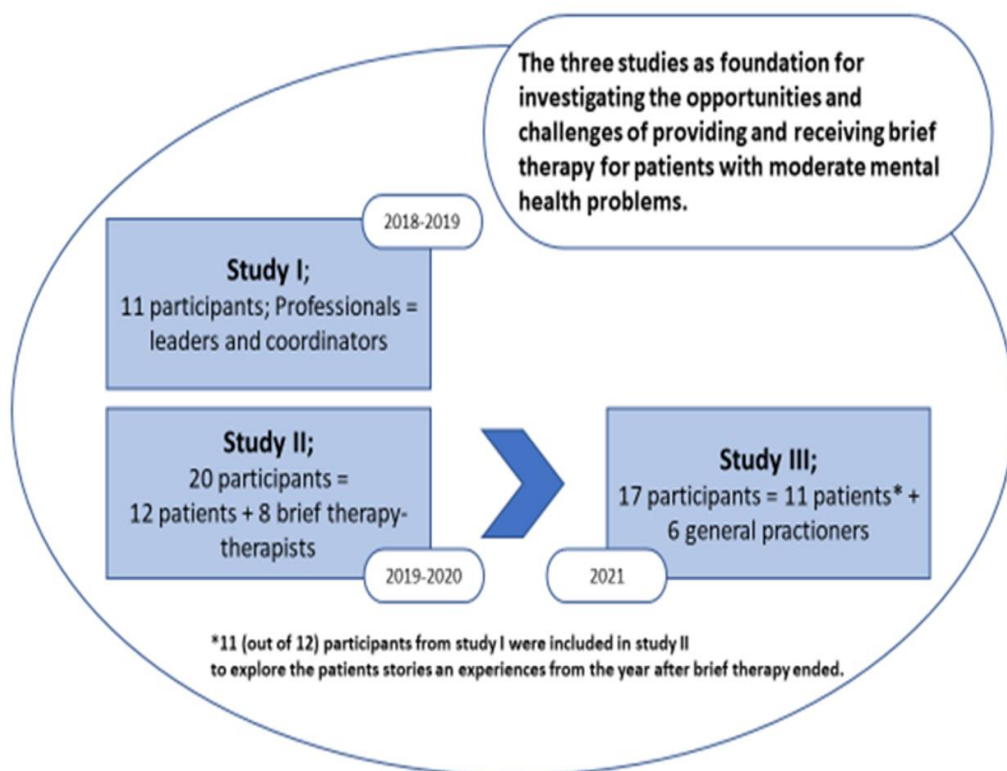 The three studies as foundation for
investigating the opportunities and
challenges of providing and receiving brief
therapy for patients with moderate mental
health problems.
2018-2019
Study I;
11 participants; Professionals =
leaders and coordinators
Study II;
20 participants =
12 patients + 8 brief therapy-
therapists
2019-2020
Study III;
17 participants = 11 patients* +
6 general practioners
2021
*11 (out of 12) participants from study I were included in study II
to explore the patients stories an experiences from the year after brief therapy ended.